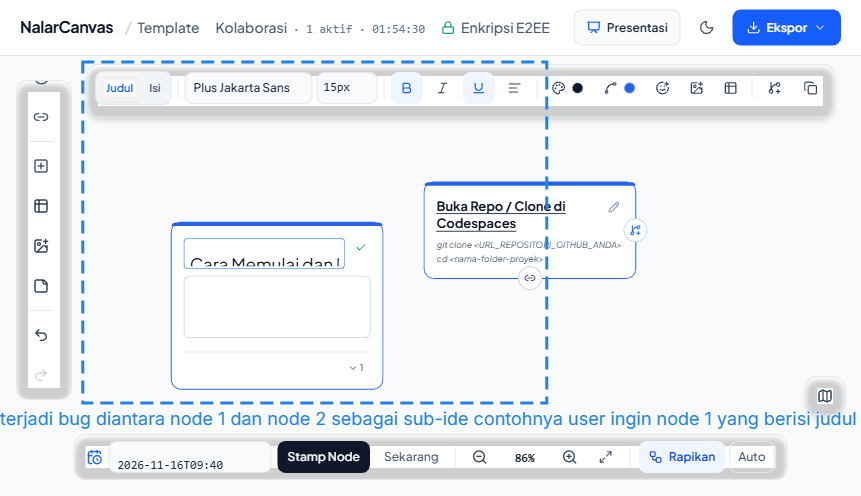 NalarCanvas / Template Kolaborasi • 1 aktif • 01:54:30 Enkripsi E2EE Presentasi Ekspor
Judul Isi Plus Jakarta Sans 15px B I U
Buka Repo / Clone di
Codespaces
git clone <URL_REPOSITORI_GITHUB_ANDA>
cd <nama-folder-proyek>
Cara Memulai dan
1
terjadi bug diantara node 1 dan node 2 sebagai sub-ide contohnya user ingin node 1 yang berisi judul
2026-11-16T09:40 Stamp Node Sekarang 86% Rapikan Auto